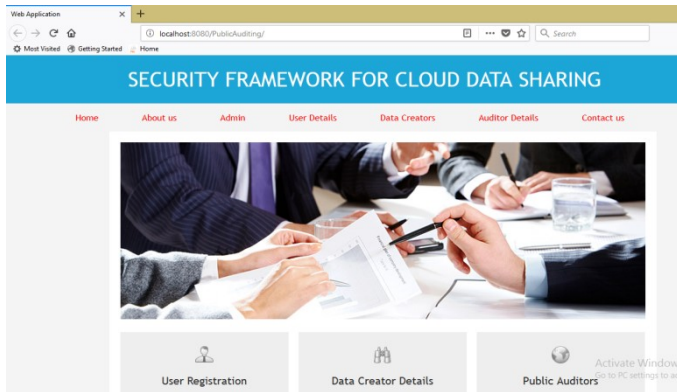 Web Application
localhost:8080/PublicAuditing/
Search
Most Visited Getting Started Home
SECURITY FRAMEWORK FOR CLOUD DATA SHARING
Home About us Admin User Details Data Creators Auditor Details Contact us
User Registration Data Creator Details Public Auditors
Activate Window
Go to PC settings to a